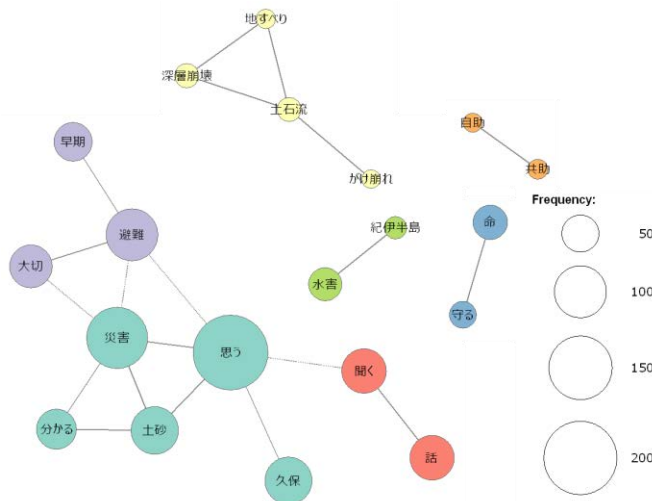 地すべり
深層崩壊
土石流
がけ崩れ
自助
共助
早期
避難
大切
紀伊半島
水害
命
守る
災害
思う
分かる
土砂
久保
聞く
話
Frequency:
50
100
150
200